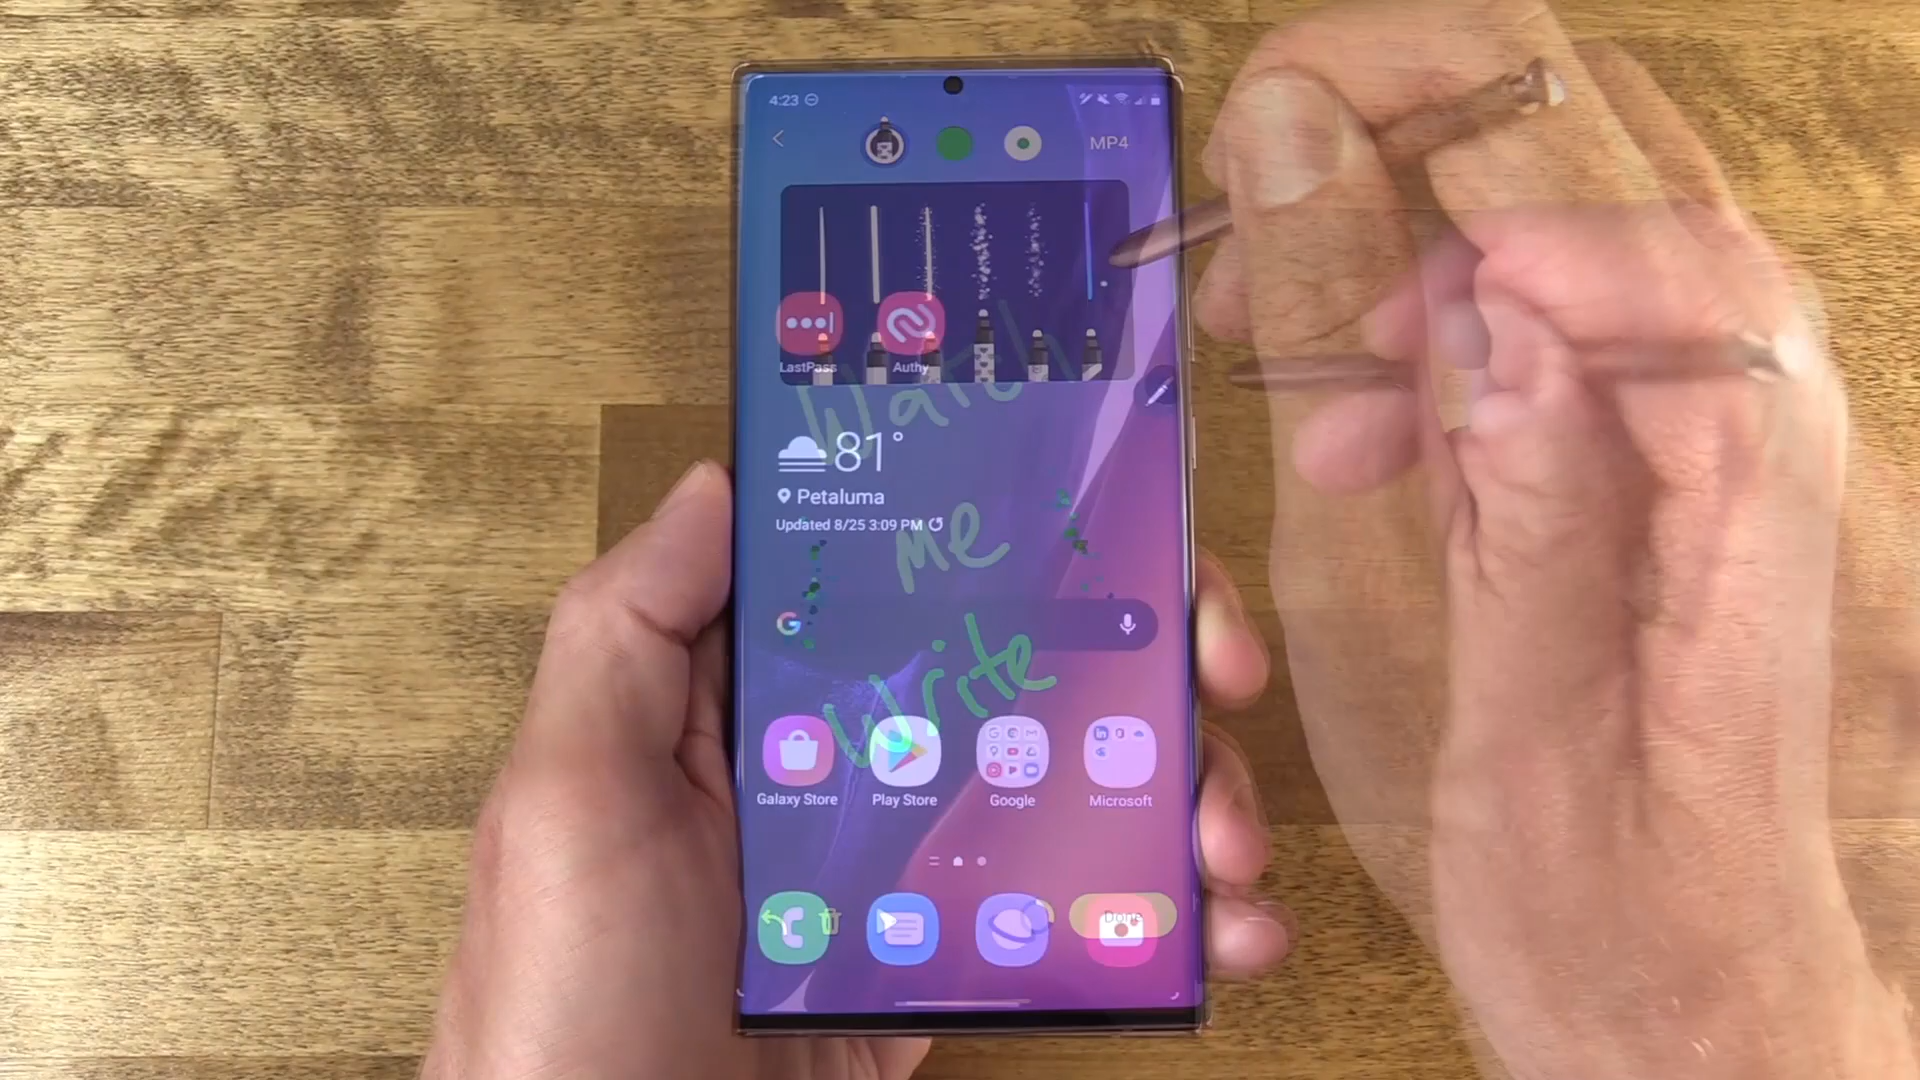 4:23
MP4
LastPass Authy
Watch
81°
Petaluma
Updated 8/25 3:09 PM
me
write
Galaxy Store Play Store Google Microsoft
Done